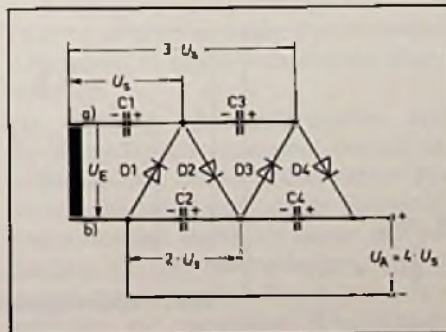 3 · Us
Us
a)
- C1 +
- C3 +
UE
D1
D2
D3
D4
b)
- C2 +
- C4 +
+
2 · Us
UA = 4 · Us
-